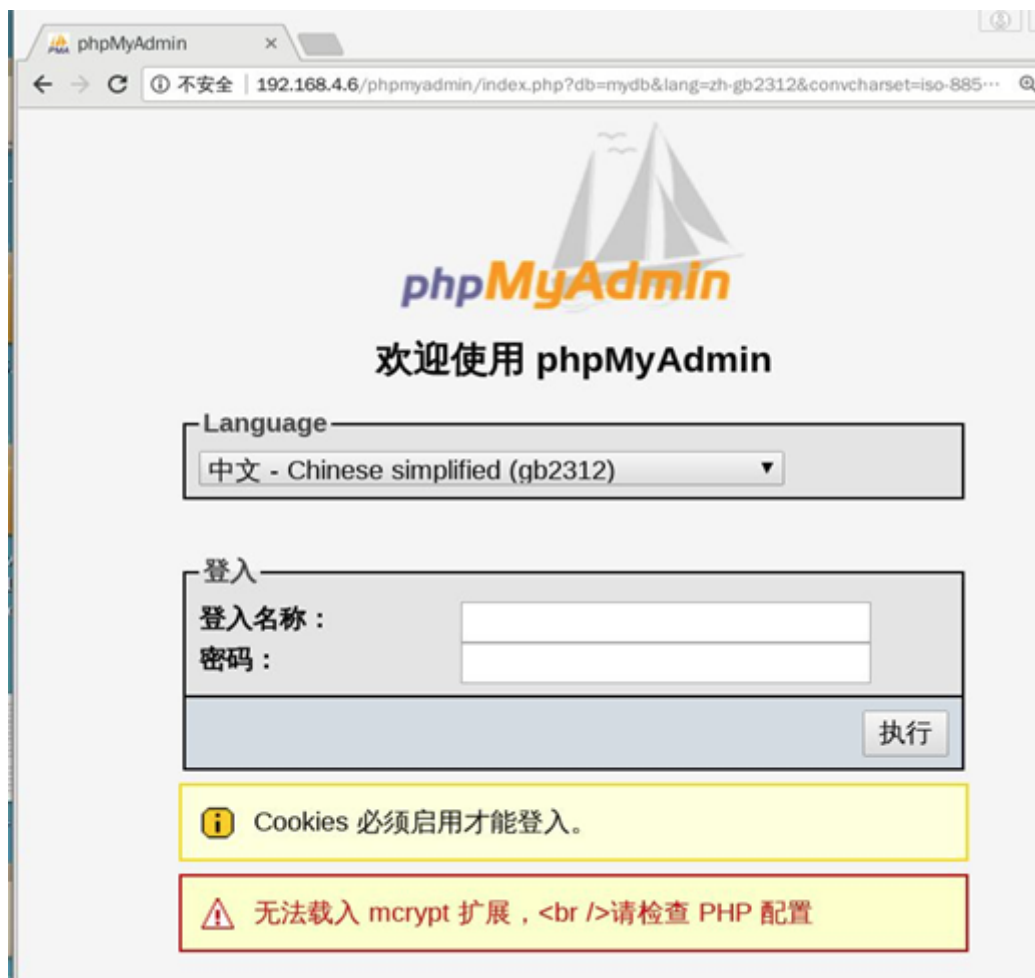 phpMyAdmin
不安全 | 192.168.4.6/phpmyadmin/index.php?db=mydb&lang=zh-gb2312&convcharset=iso-885…
phpMyAdmin
欢迎使用 phpMyAdmin
Language
中文 - Chinese simplified (gb2312)
登入
登入名称：
密码：
执行
Cookies 必须启用才能登入。
无法载入 mcrypt 扩展，<br />请检查 PHP 配置